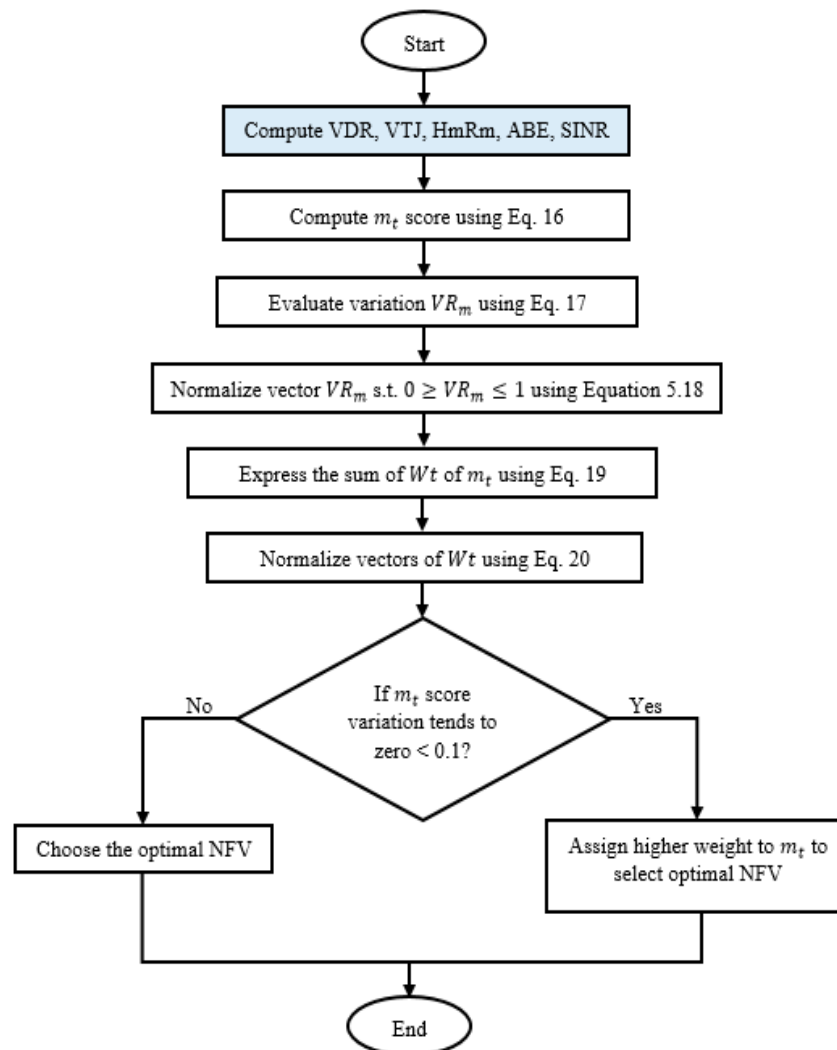 Start
Compute VDR, VTJ, HmRm, ABE, SINR
Compute m_t score using Eq. 16
Evaluate variation VR_m using Eq. 17
Normalize vector VR_m s.t. 0 ≥ VR_m ≤ 1 using Equation 5.18
Express the sum of Wt of m_t using Eq. 19
Normalize vectors of Wt using Eq. 20
If m_t score
variation tends to
zero < 0.1?
No
Yes
Choose the optimal NFV
Assign higher weight to m_t to
select optimal NFV
End